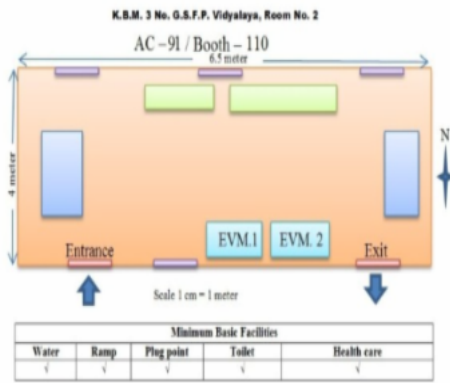 K.B.M. 3 No. G.S.F.P. Vidyalaya, Room No. 2
AC -91 / Booth - 110
6.5 meter
4 meter
N
EVM.1 EVM. 2
Entrance Exit
Scale 1 cm = 1 meter
Minimum Basic Facilities
Water Ramp Plug point Toilet Health care
√ √ √ √ √